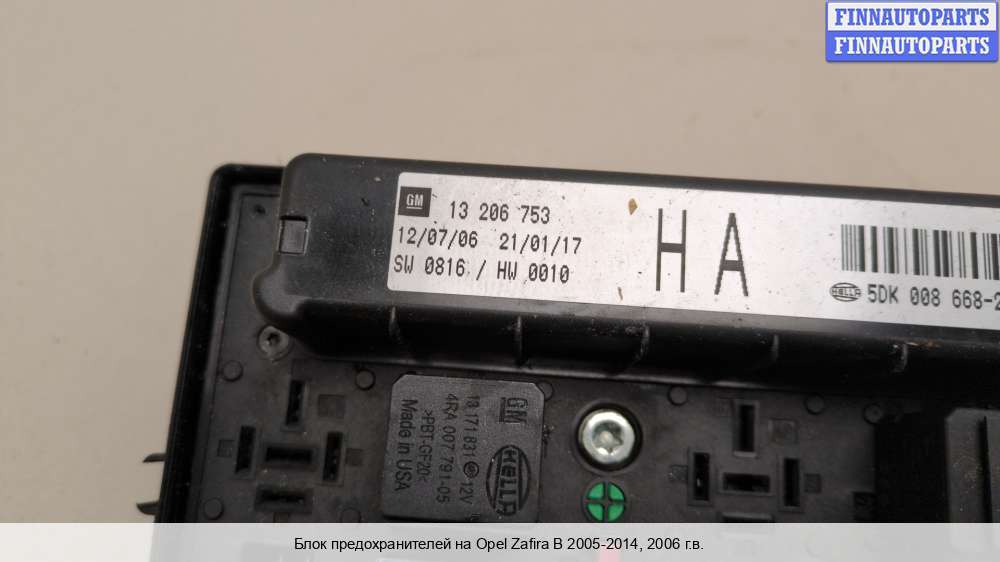 FINNAUTOPARTS
FINNAUTOPARTS
GM 13 206 753
12/07/06 21/01/17
SW 0816 / HW 0010
HA
HELLA 5DK 008 668-2
GM
13.171.831 12V
4RA 007 791-05
>PBT-GF20<
Made in USA
HELLA
Блок предохранителей на Opel Zafira B 2005-2014, 2006 г.в.